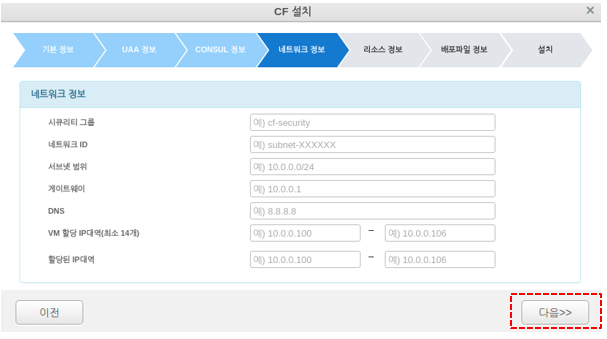 CF 설치 ×
기본 정보 UAA 정보 CONSUL 정보 네트워크 정보 리소스 정보 배포파일 정보 설치
네트워크 정보
시큐리티 그룹 예) cf-security
네트워크 ID 예) subnet-XXXXXX
서브넷 범위 예) 10.0.0.0/24
게이트웨이 예) 10.0.0.1
DNS 예) 8.8.8.8
VM 할당 IP대역(최소 14개) 예) 10.0.0.100 – 예) 10.0.0.106
할당된 IP대역 예) 10.0.0.100 – 예) 10.0.0.106
이전 다음>>